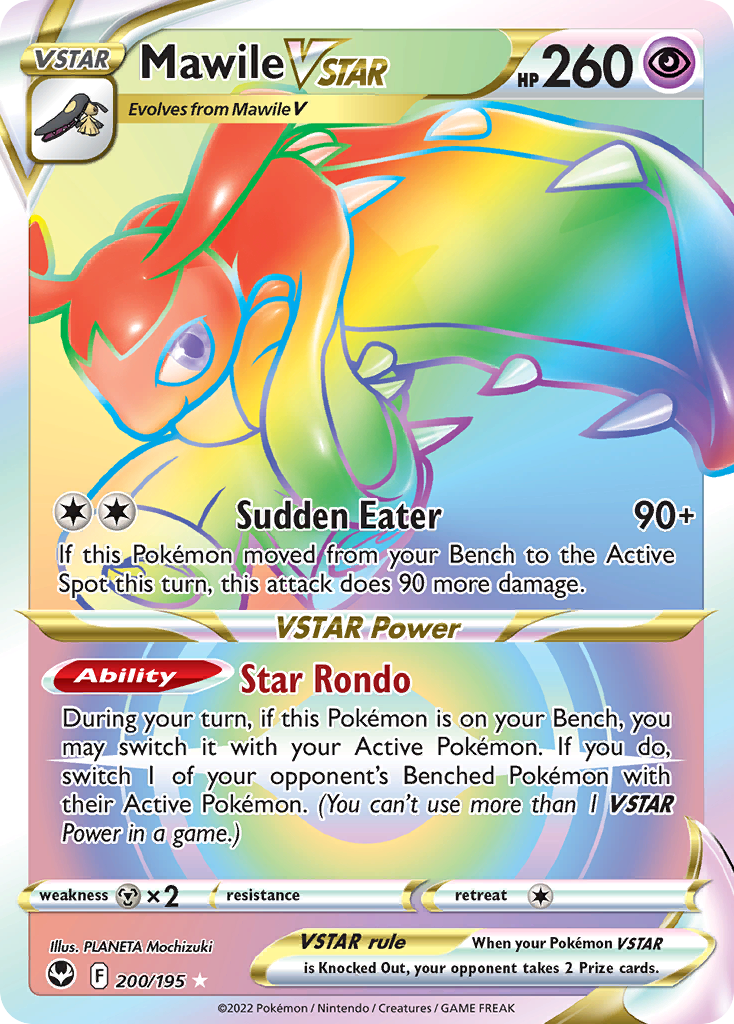 VSTAR
Mawile VSTAR
HP 260
Evolves from Mawile V
Sudden Eater 90+
If this Pokémon moved from your Bench to the Active
Spot this turn, this attack does 90 more damage.
VSTAR Power
Ability Star Rondo
During your turn, if this Pokémon is on your Bench, you
may switch it with your Active Pokémon. If you do,
switch 1 of your opponent's Benched Pokémon with
their Active Pokémon. (You can't use more than 1 VSTAR
Power in a game.)
weakness ×2 resistance retreat
Illus. PLANETA Mochizuki
VSTAR rule When your Pokémon VSTAR
is Knocked Out, your opponent takes 2 Prize cards.
F 200/195
©2022 Pokémon / Nintendo / Creatures / GAME FREAK